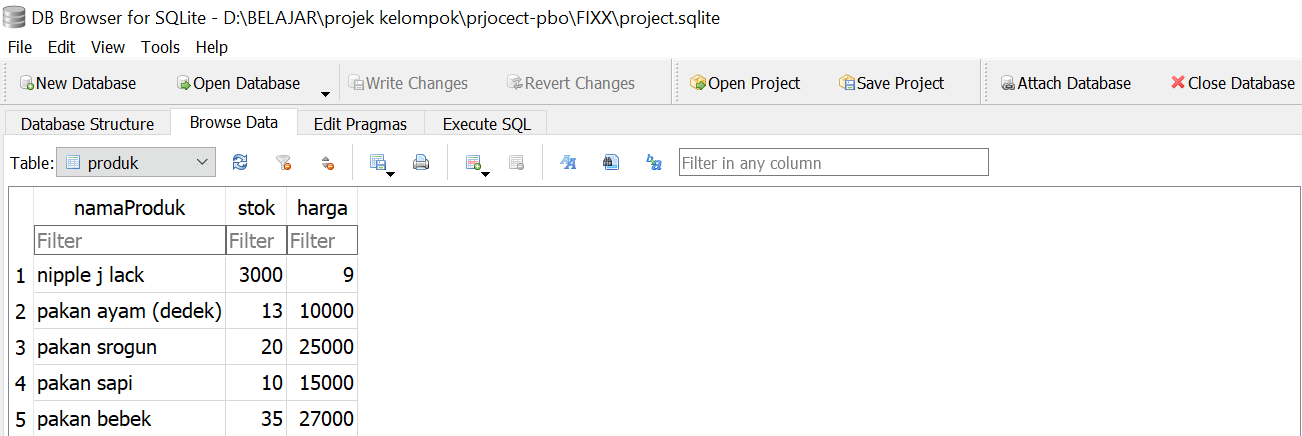 DB Browser for SQLite - D:\BELAJAR\projek kelompok\prjocect-pbo\FIXX\project.sqlite
File Edit View Tools Help
New Database Open Database Write Changes Revert Changes Open Project Save Project Attach Database Close Database
Database Structure Browse Data Edit Pragmas Execute SQL
Table: produk Filter in any column
namaProduk stok harga
Filter Filter Filter
1 nipple j lack 3000 9
2 pakan ayam (dedek) 13 10000
3 pakan srogun 20 25000
4 pakan sapi 10 15000
5 pakan bebek 35 27000